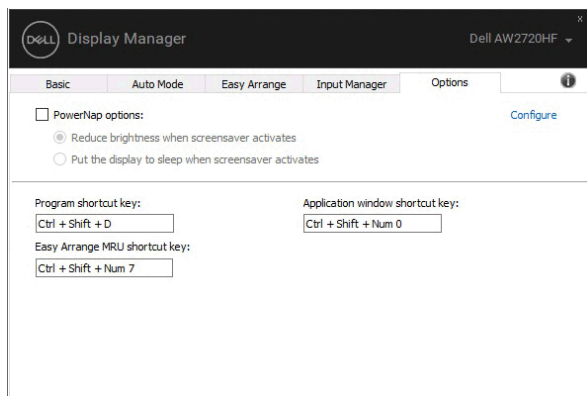 x
DELL Display Manager
Dell AW2720HF
Basic
Auto Mode
Easy Arrange
Input Manager
Options
i
PowerNap options:
Configure
Reduce brightness when screensaver activates
Put the display to sleep when screensaver activates
Program shortcut key:
Application window shortcut key:
Ctrl + Shift + D
Ctrl + Shift + Num 0
Easy Arrange MRU shortcut key:
Ctrl + Shift + Num 7